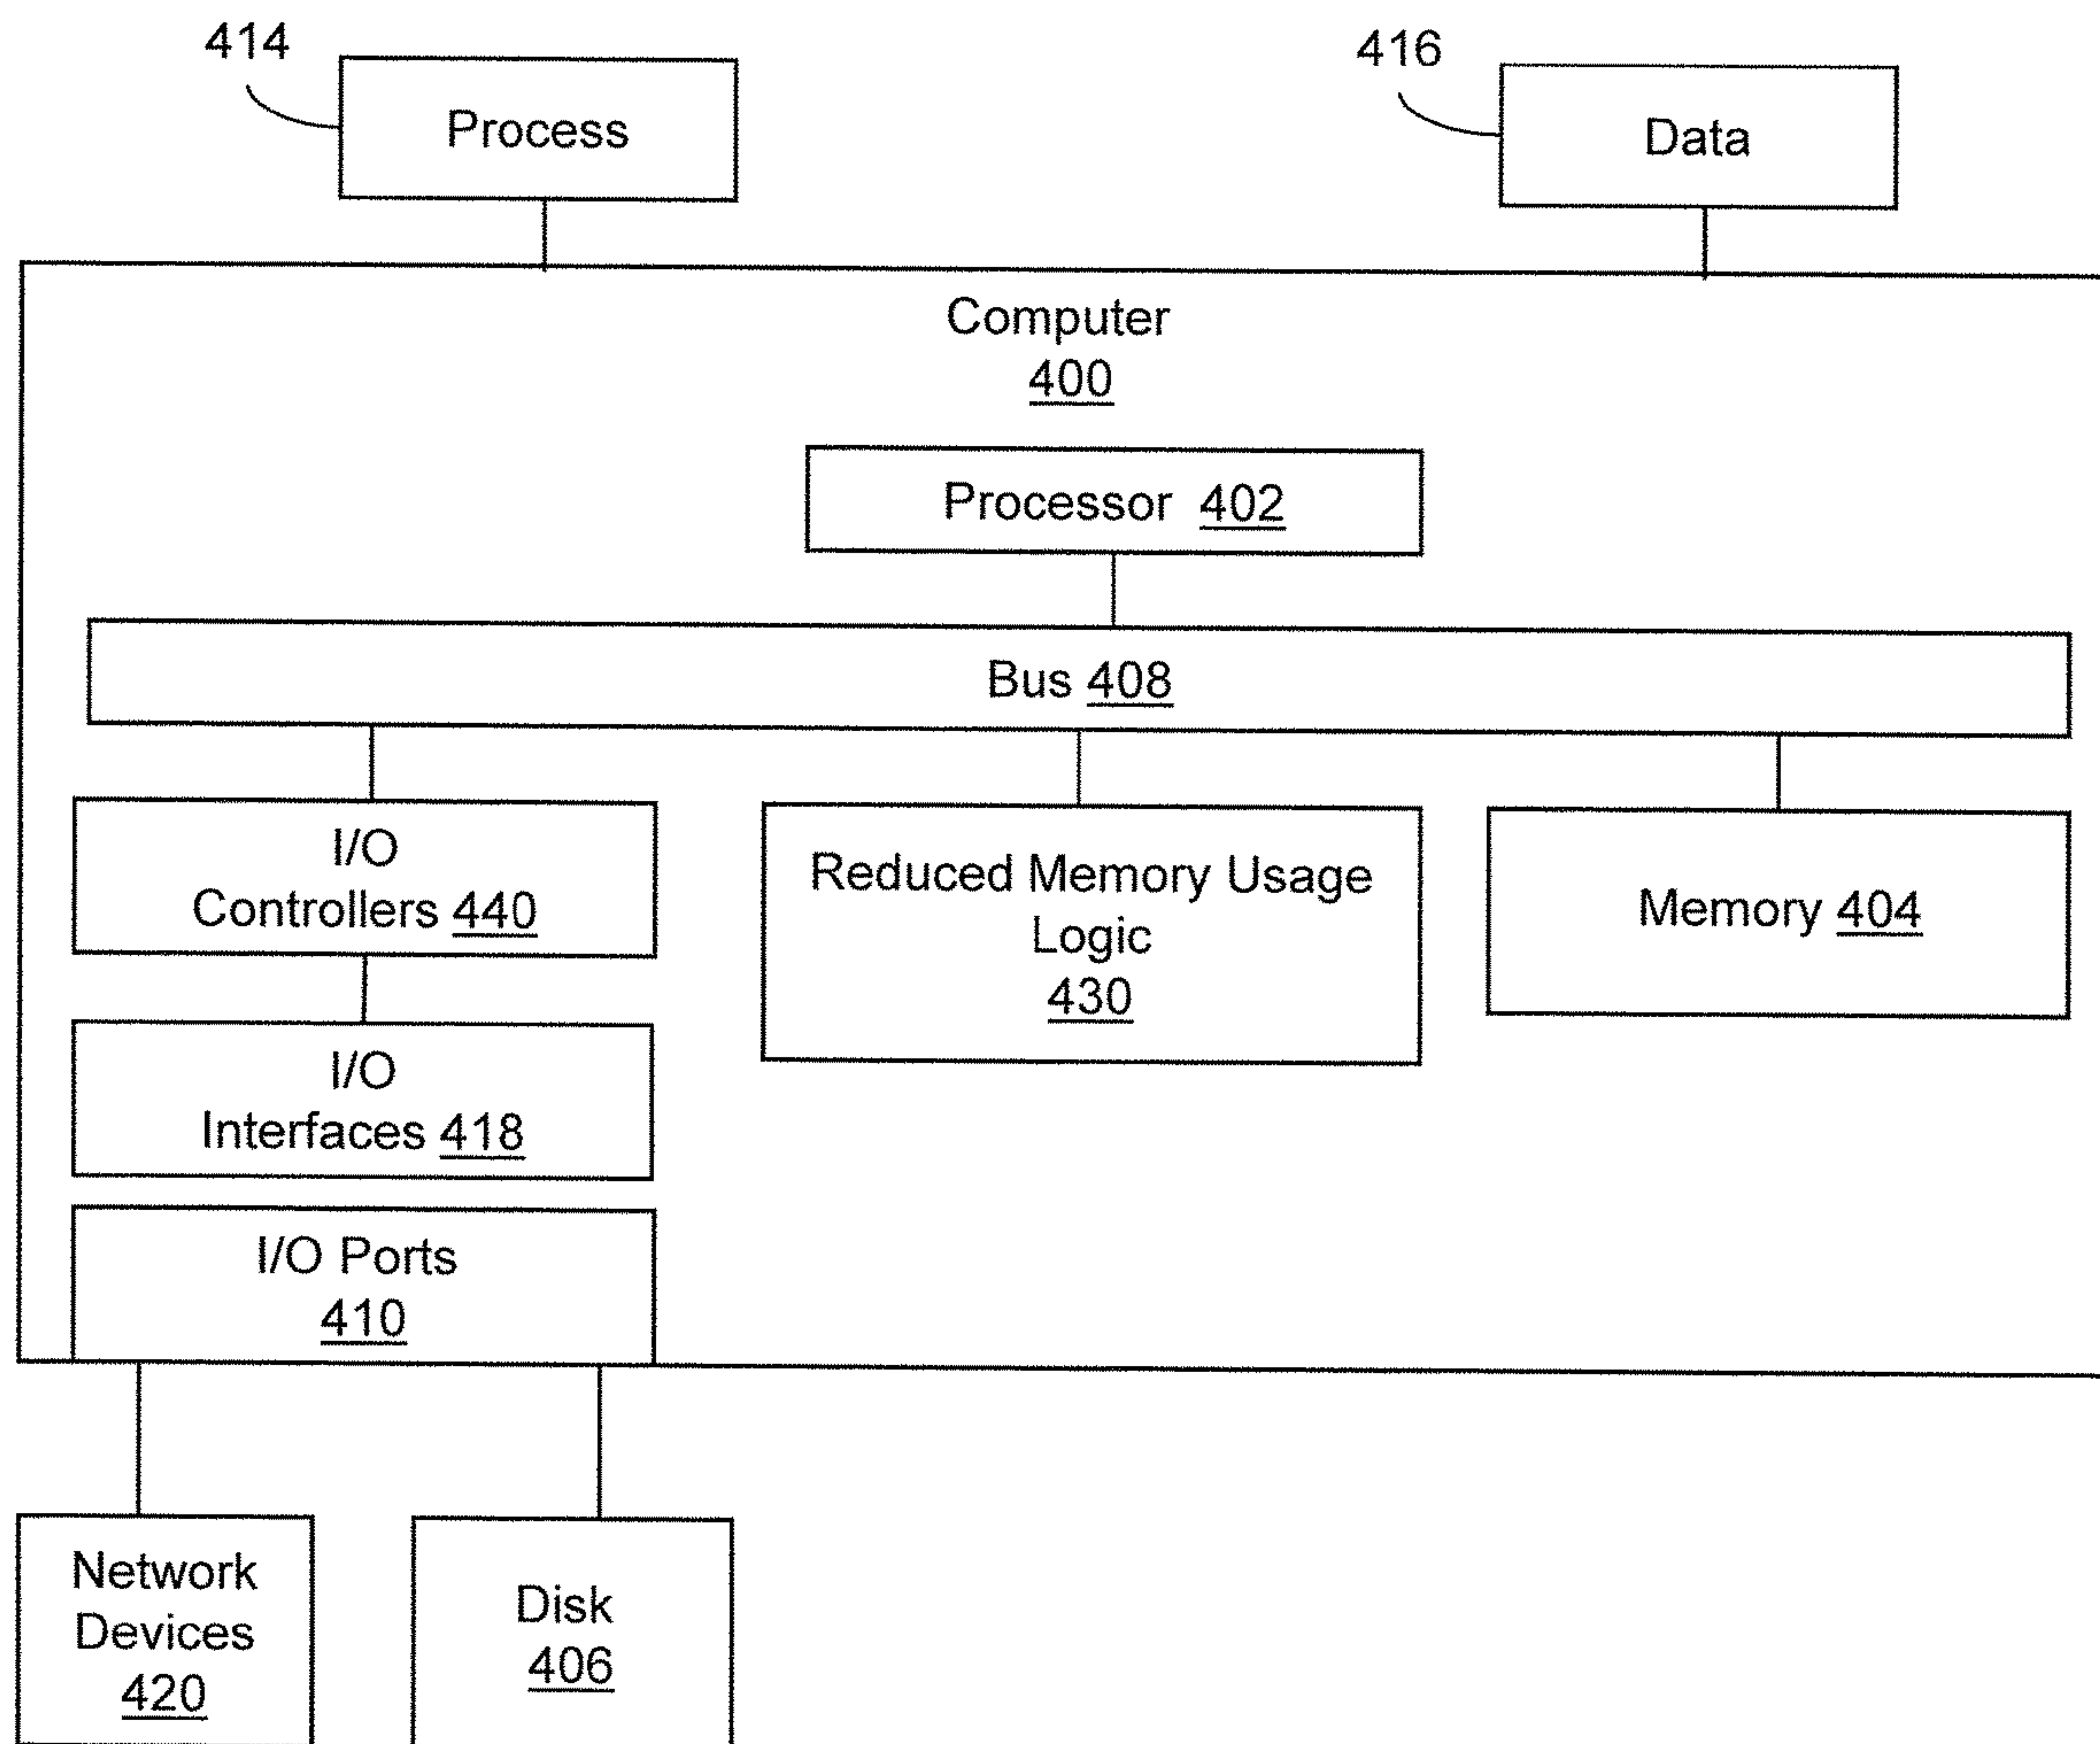 414
Process
416
Data
Computer
400
Processor 402
Bus 408
I/O
Controllers 440
Reduced Memory Usage
Logic
430
Memory 404
I/O
Interfaces 418
I/O Ports
410
Network
Devices
420
Disk
406